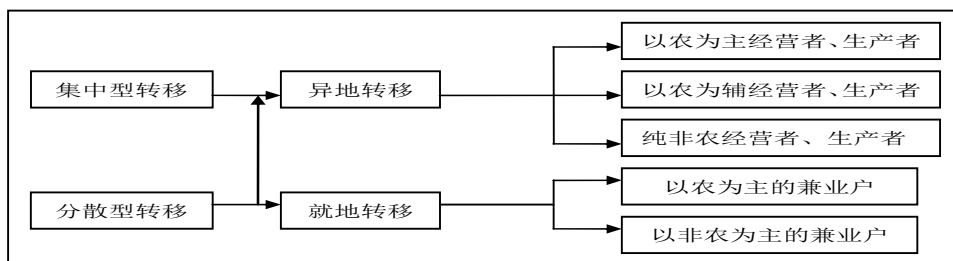 以农为主经营者、生产者
集中型转移
异地转移
以农为辅经营者、生产者
纯非农经营者、生产者
分散型转移
就地转移
以农为主的兼业户
以非农为主的兼业户